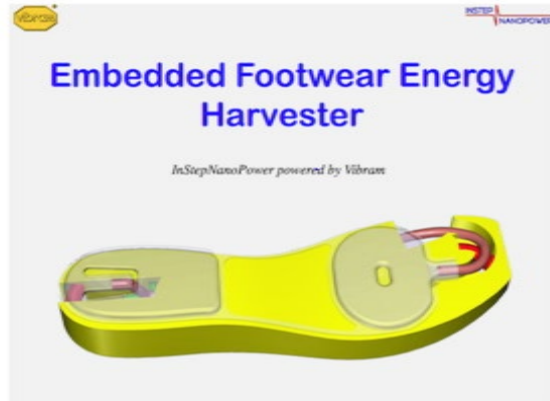 vibram
INSTEP
NANOPOWER
Embedded Footwear Energy
Harvester
InStepNanoPower powered by Vibram